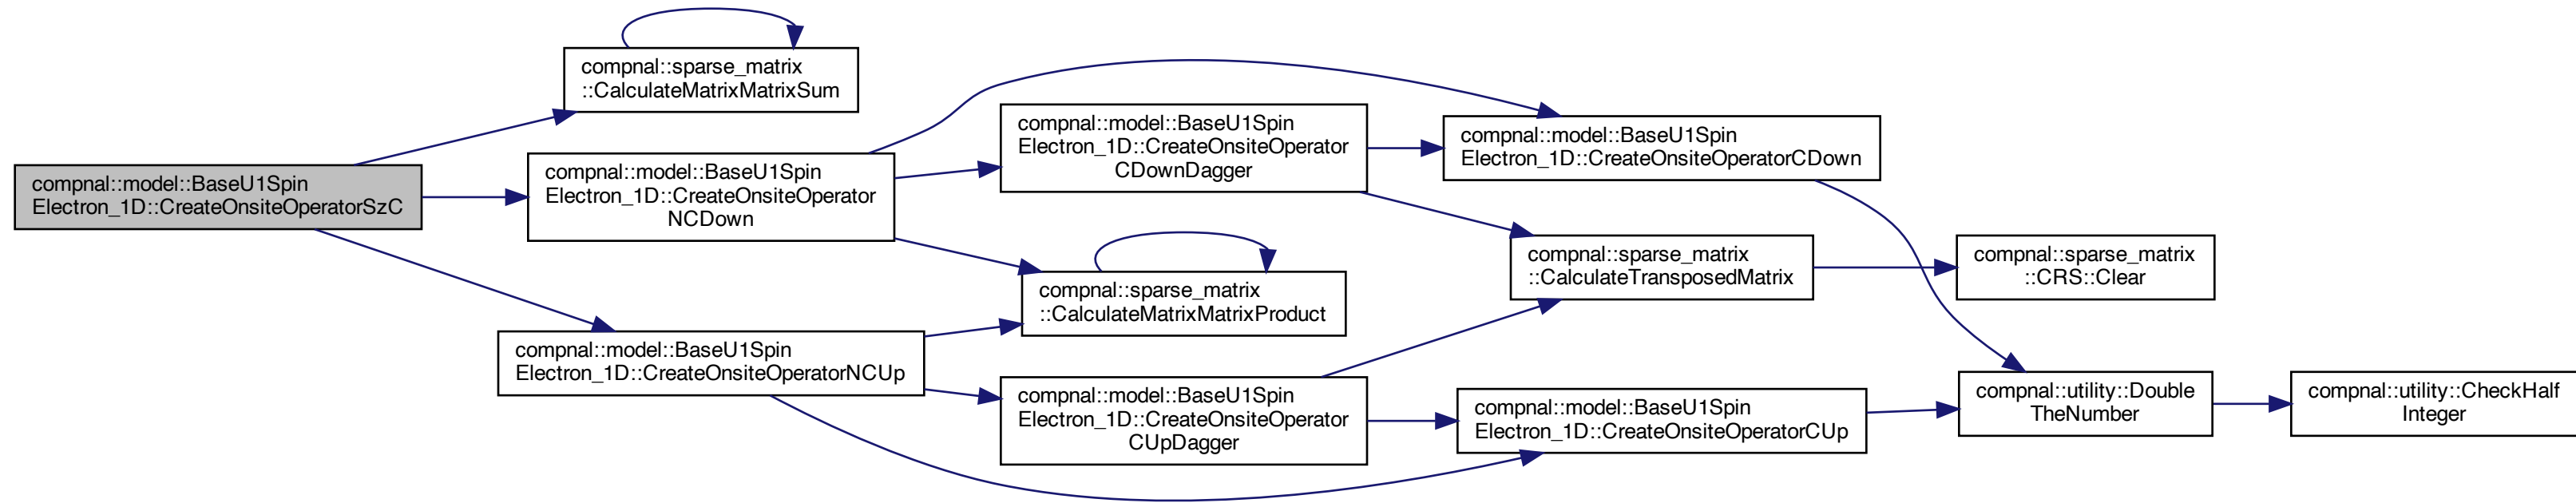 compnal::model::BaseU1Spin
Electron_1D::CreateOnsiteOperatorSzC
compnal::sparse_matrix
::CalculateMatrixMatrixSum
compnal::model::BaseU1Spin
Electron_1D::CreateOnsiteOperator
NCDown
compnal::model::BaseU1Spin
Electron_1D::CreateOnsiteOperatorNCUp
compnal::model::BaseU1Spin
Electron_1D::CreateOnsiteOperator
CDownDagger
compnal::sparse_matrix
::CalculateMatrixMatrixProduct
compnal::model::BaseU1Spin
Electron_1D::CreateOnsiteOperator
CUpDagger
compnal::model::BaseU1Spin
Electron_1D::CreateOnsiteOperatorCDown
compnal::sparse_matrix
::CalculateTransposedMatrix
compnal::model::BaseU1Spin
Electron_1D::CreateOnsiteOperatorCUp
compnal::sparse_matrix
::CRS::Clear
compnal::utility::Double
TheNumber
compnal::utility::CheckHalf
Integer